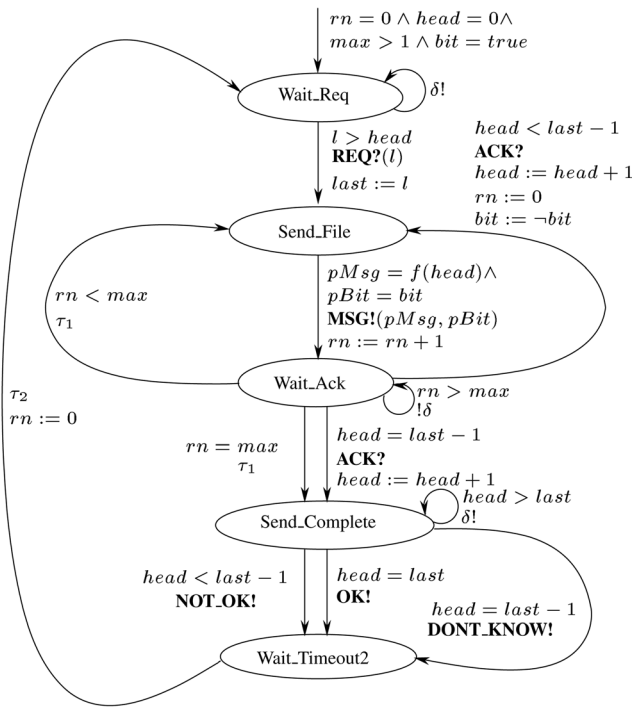 rn = 0 ∧ head = 0∧
max > 1 ∧ bit = true
Wait_Req
δ!
l > head
REQ?(l)
last := l
head < last − 1
ACK?
head := head + 1
rn := 0
bit := ¬bit
Send_File
pMsg = f(head)∧
pBit = bit
MSG!(pMsg, pBit)
rn := rn + 1
rn < max
τ1
Wait_Ack
rn > max
!δ
τ2
rn := 0
rn = max
τ1
head = last − 1
ACK?
head := head + 1
head > last
δ!
Send_Complete
head < last − 1
NOT_OK!
head = last
OK!
head = last − 1
DONT_KNOW!
Wait_Timeout2